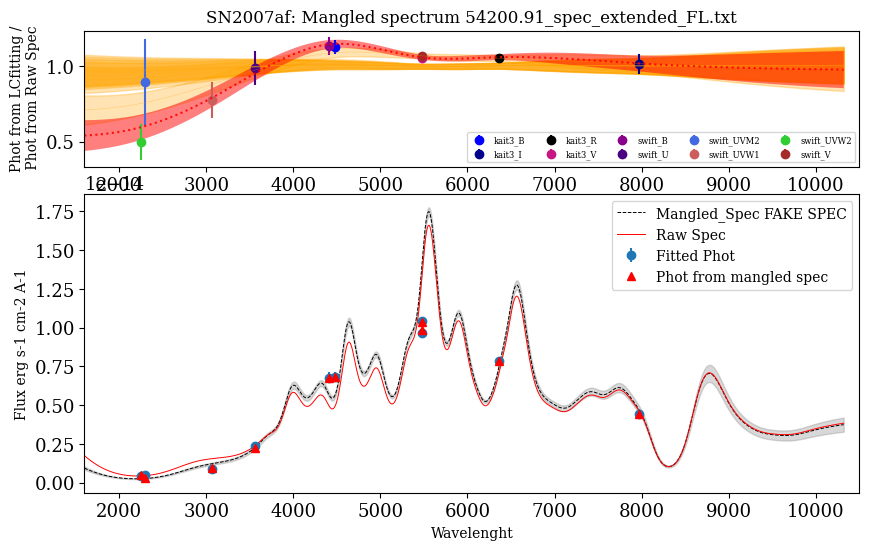 SN2007af: Mangled spectrum 54200.91_spec_extended_FL.txt
Phot from LCfitting /
Phot from Raw Spec
1.0
0.5
kait3_B kait3_R swift_B swift_UVM2 swift_UVW2
kait3_I kait3_V swift_U swift_UVW1 swift_V
2000 3000 4000 5000 6000 7000 8000 9000 10000
1e−14
Flux erg s-1 cm-2 A-1
1.75
1.50
1.25
1.00
0.75
0.50
0.25
0.00
Mangled_Spec FAKE SPEC
Raw Spec
Fitted Phot
Phot from mangled spec
2000 3000 4000 5000 6000 7000 8000 9000 10000
Wavelenght